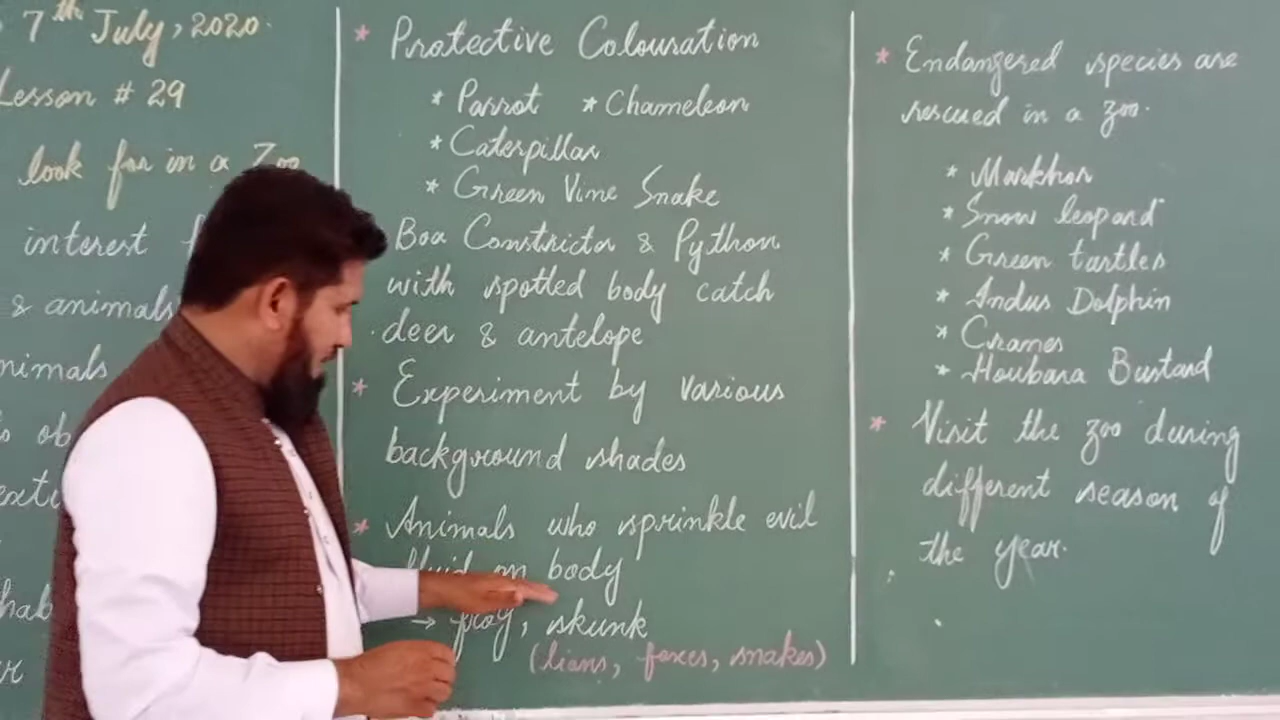 7th July, 2020.
Lesson # 29
look for in a Zoo
interest
& animals
* Protective Colouration
* Parrot * Chameleon
* Caterpillar
* Green Vine Snake
Boa Constrictor & Python
with spotted body catch
deer & antelope
* Experiment by various
background shades
* Animals who sprinkle evil
fluid on body
→ frog, skunk
(lions, foxes, snakes)
* Endangered species are
rescued in a zoo.
* Markhor
* Snow leopard
* Green turtles
* Indus Dolphin
* Cranes
* Houbara Bustard
* Visit the zoo during
different season of
the year.